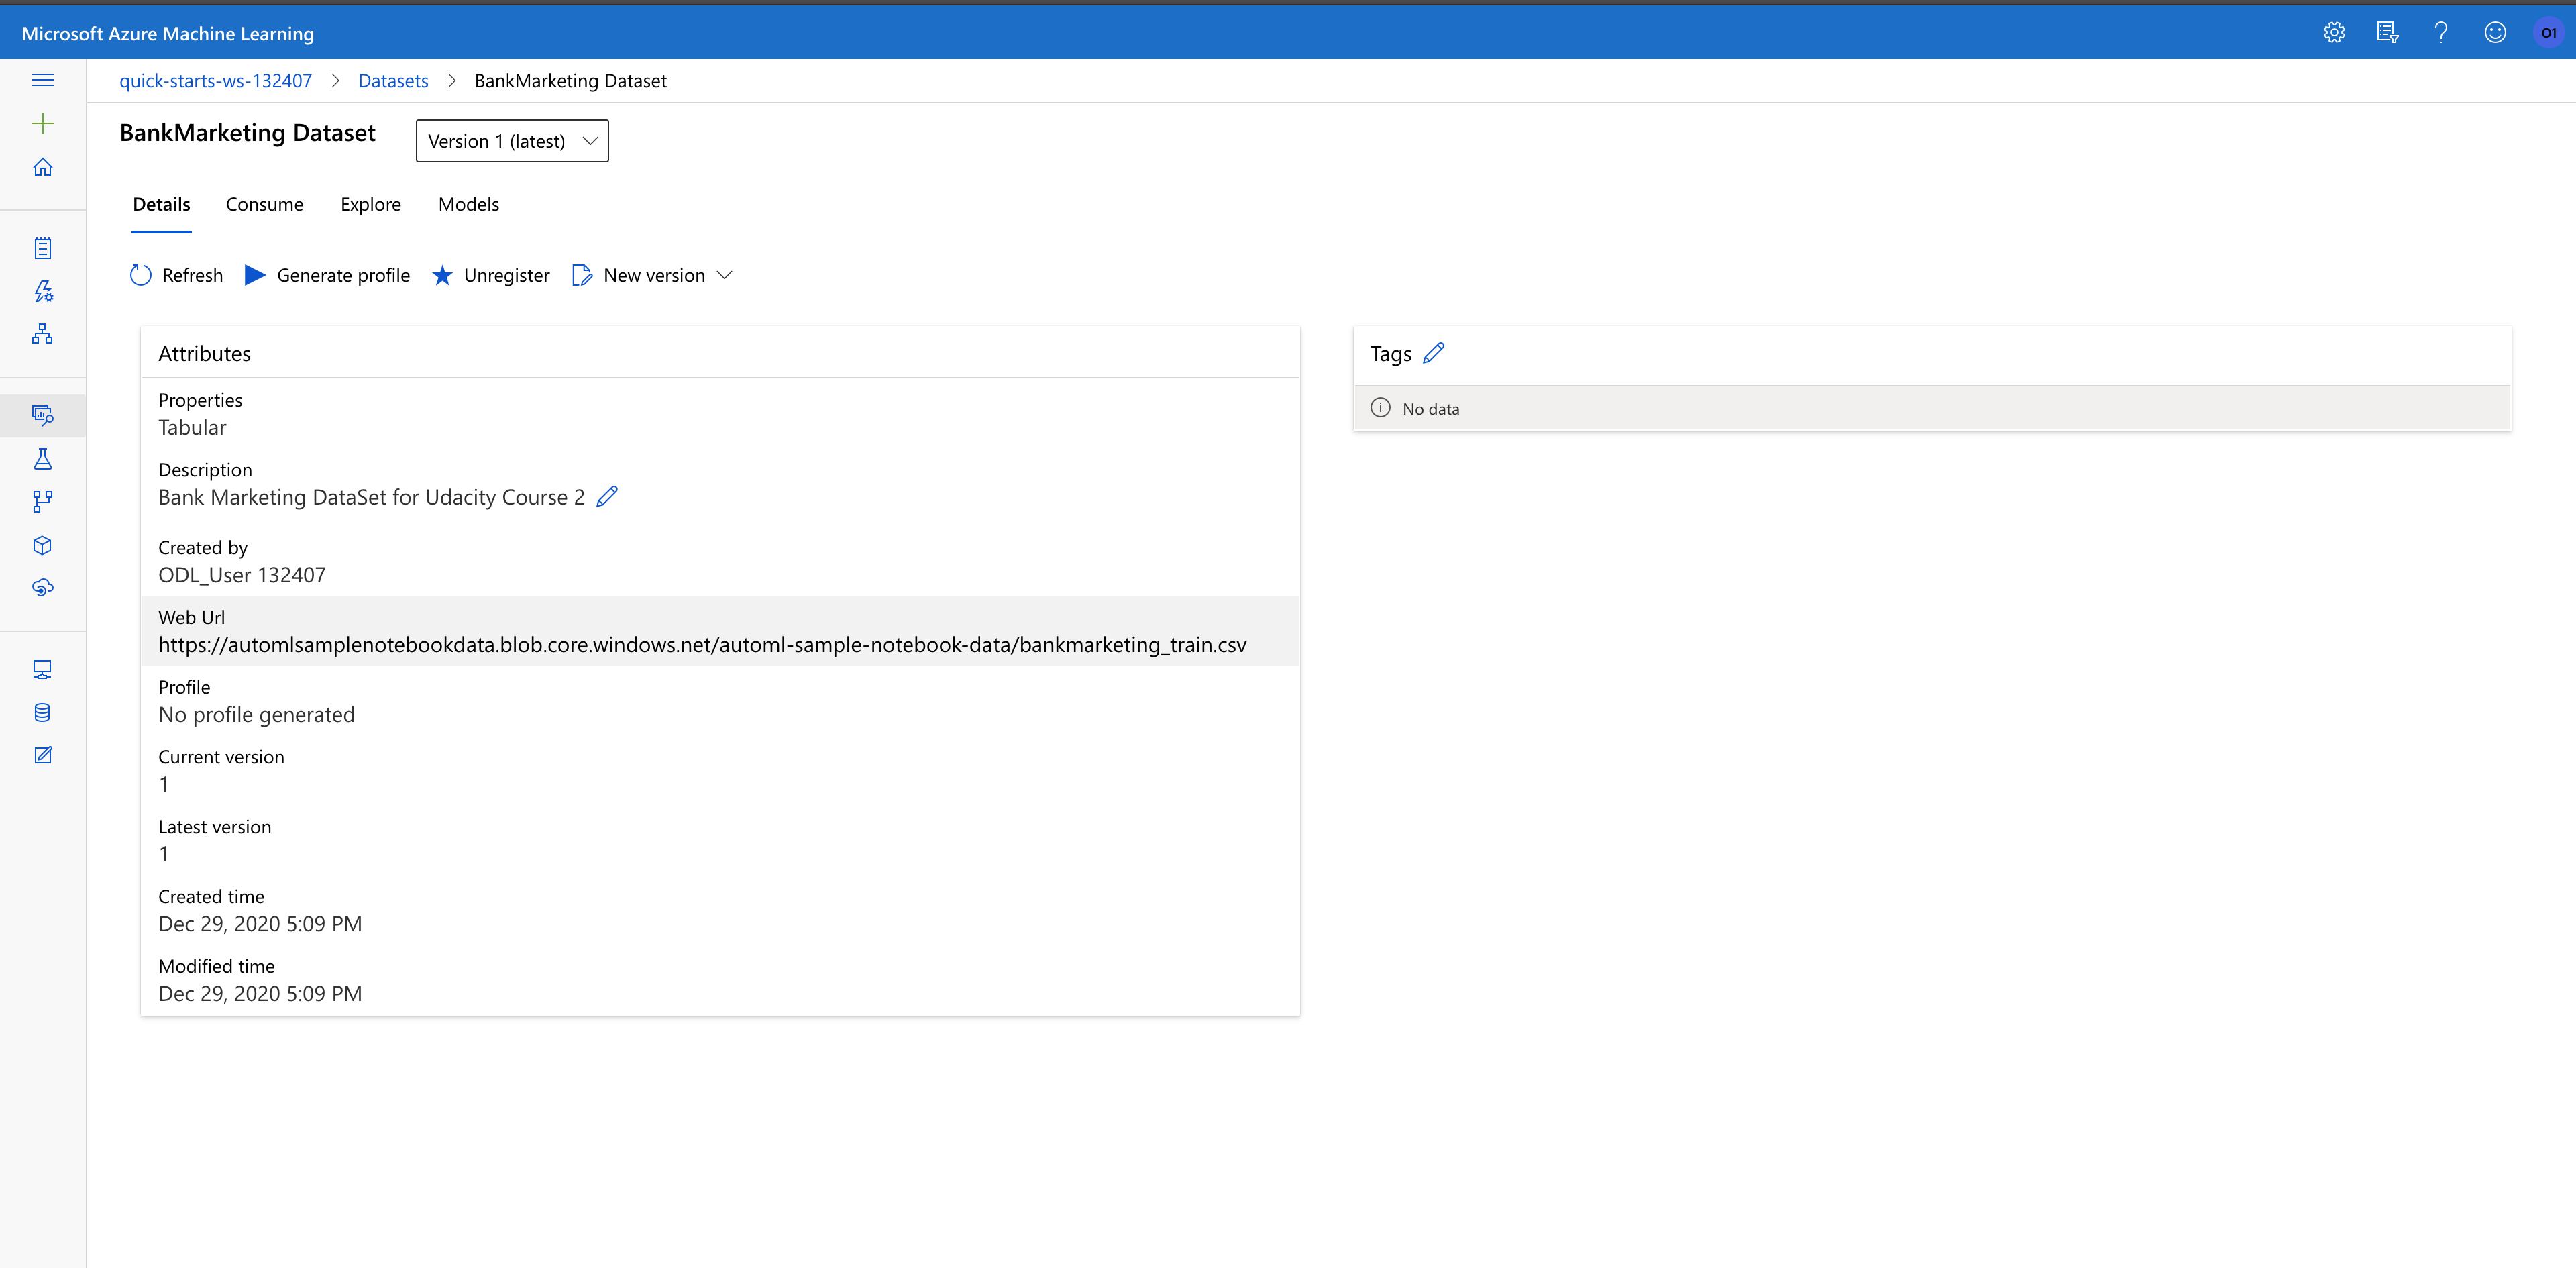 Microsoft Azure Machine Learning
O1
quick-starts-ws-132407 > Datasets > BankMarketing Dataset
BankMarketing Dataset
Version 1 (latest)
Details Consume Explore Models
Refresh Generate profile Unregister New version
Attributes
Properties
Tabular
Description
Bank Marketing DataSet for Udacity Course 2
Created by
ODL_User 132407
Web Url
https://automlsamplenotebookdata.blob.core.windows.net/automl-sample-notebook-data/bankmarketing_train.csv
Profile
No profile generated
Current version
1
Latest version
1
Created time
Dec 29, 2020 5:09 PM
Modified time
Dec 29, 2020 5:09 PM
Tags
No data